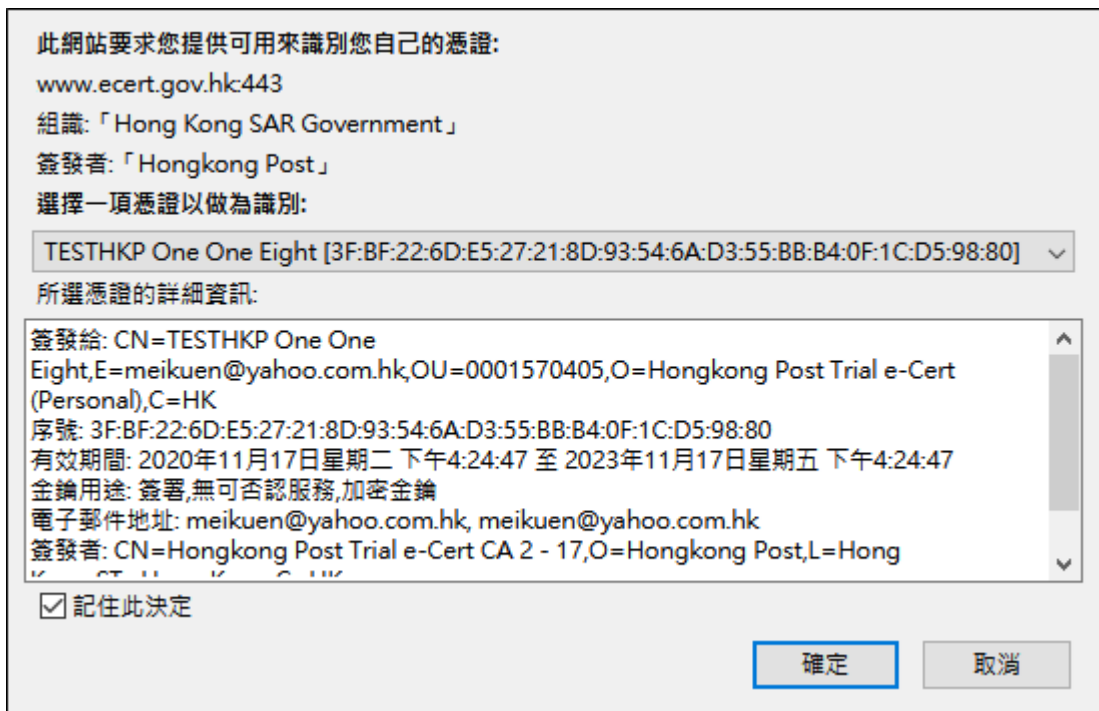 此網站要求您提供可用來識別您自己的憑證:
www.ecert.gov.hk:443
組識:「Hong Kong SAR Government」
簽發者:「Hongkong Post」
選擇一項憑證以做為識別:
TESTHKP One One Eight [3F:BF:22:6D:E5:27:21:8D:93:54:6A:D3:55:BB:B4:0F:1C:D5:98:80]
所選憑證的詳細資訊:
簽發給: CN=TESTHKP One One
Eight,E=meikuen@yahoo.com.hk,OU=0001570405,O=Hongkong Post Trial e-Cert
(Personal),C=HK
序號: 3F:BF:22:6D:E5:27:21:8D:93:54:6A:D3:55:BB:B4:0F:1C:D5:98:80
有效期間: 2020年11月17日星期二 下午4:24:47 至 2023年11月17日星期五 下午4:24:47
金鑰用途: 簽署,無可否認服務,加密金鑰
電子郵件地址: meikuen@yahoo.com.hk, meikuen@yahoo.com.hk
簽發者: CN=Hongkong Post Trial e-Cert CA 2 - 17,O=Hongkong Post,L=Hong
記住此決定
確定
取消